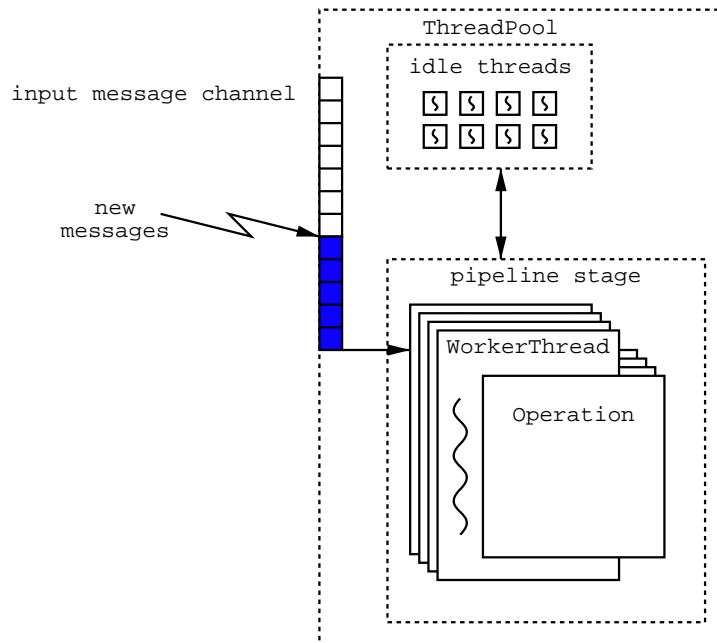 ThreadPool
idle threads
input message channel
new
messages
pipeline stage
WorkerThread
Operation